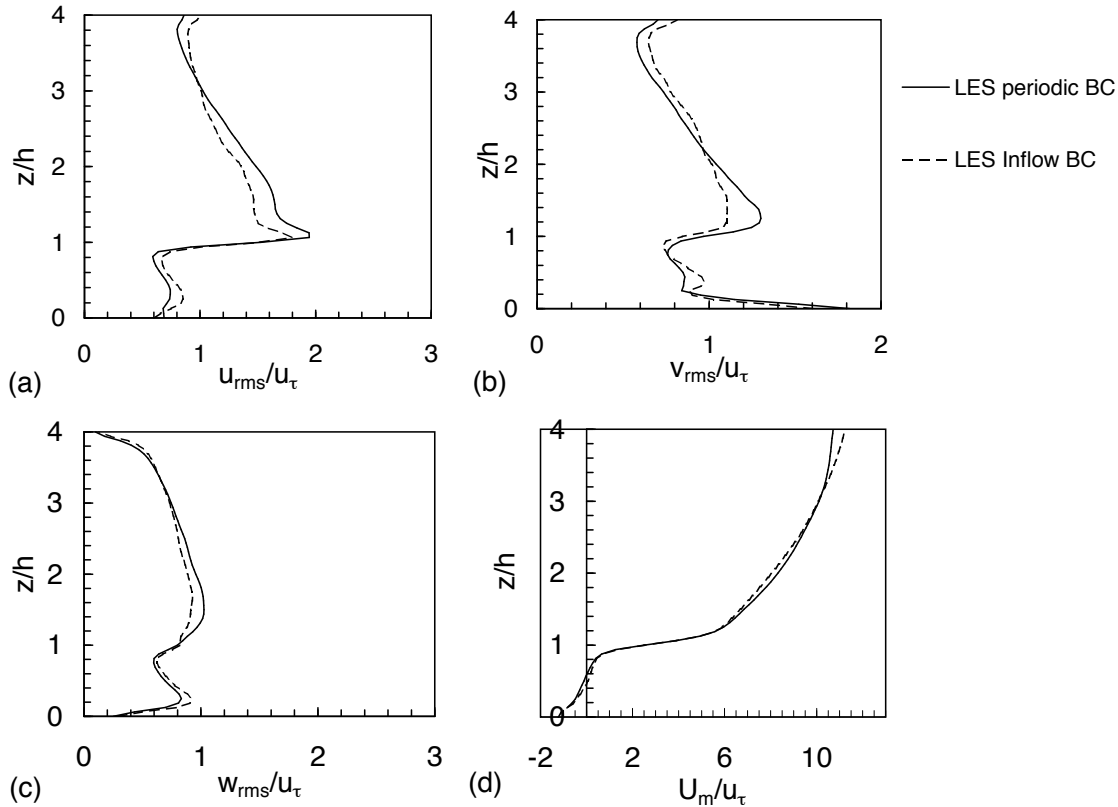 4
3
2
1
0
z/h
0 1 2 3
u_rms/u_τ
(a)
4
3
2
1
0
z/h
0 1 2
v_rms/u_τ
(b)
LES periodic BC
LES Inflow BC
4
3
2
1
0
z/h
0 1 2 3
w_rms/u_τ
(c)
4
3
2
1
0
z/h
-2 2 6 10
U_m/u_τ
(d)